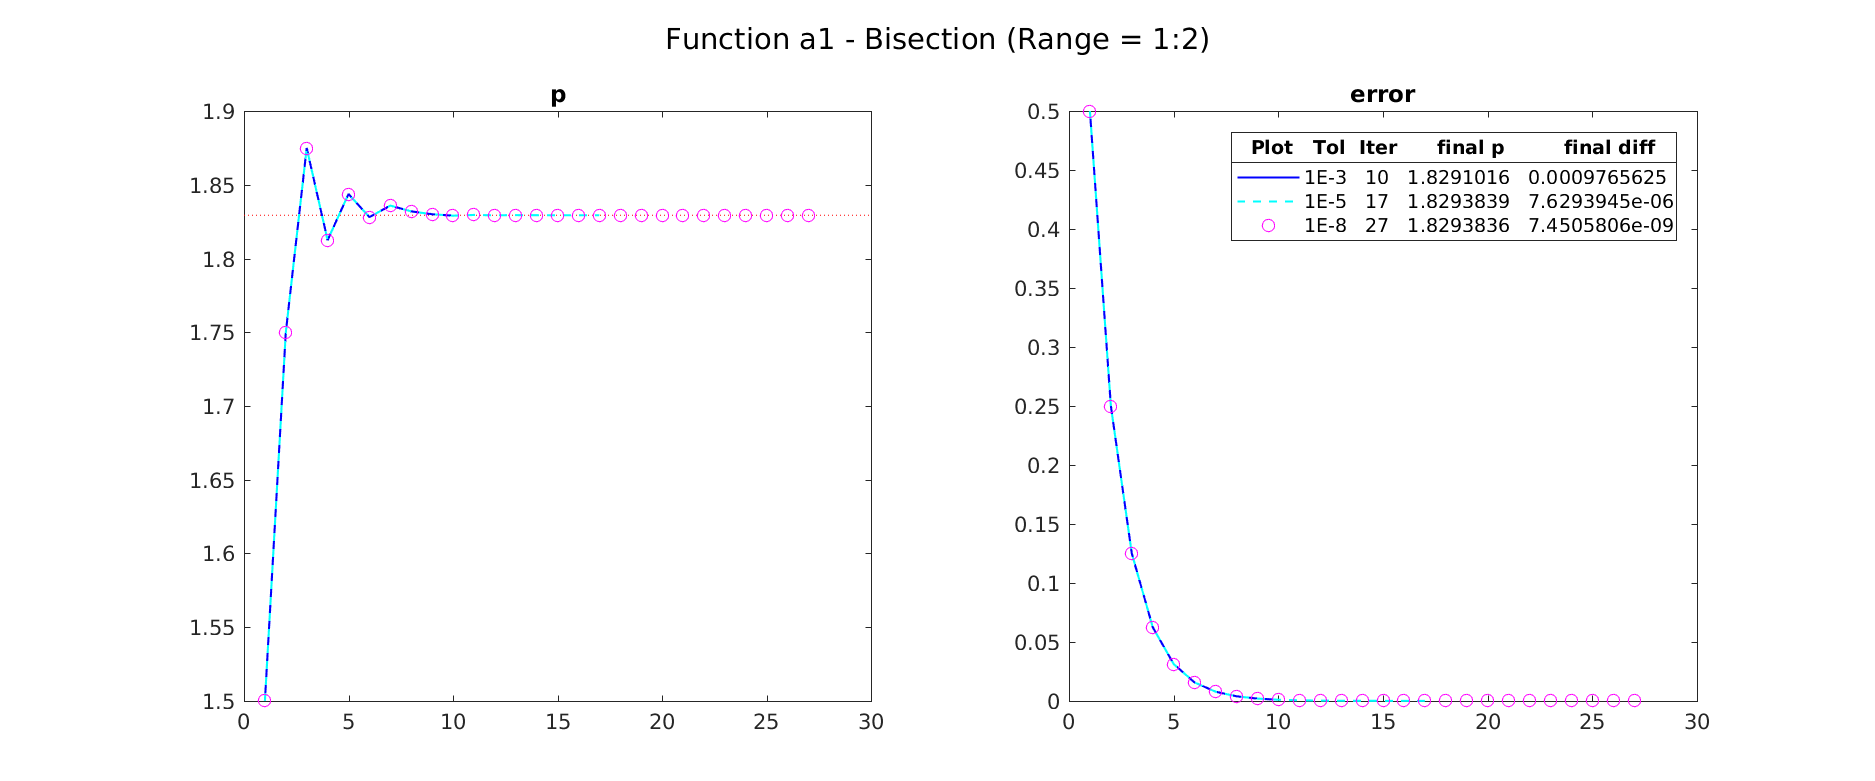 Function a1 - Bisection (Range = 1:2)
p
1.9
1.85
1.8
1.75
1.7
1.65
1.6
1.55
1.5
0 5 10 15 20 25 30
error
0.5
0.45
0.4
0.35
0.3
0.25
0.2
0.15
0.1
0.05
0
0 5 10 15 20 25 30
Plot Tol Iter final p final diff
1E-3 10 1.8291016 0.0009765625
1E-5 17 1.8293839 7.6293945e-06
1E-8 27 1.8293836 7.4505806e-09